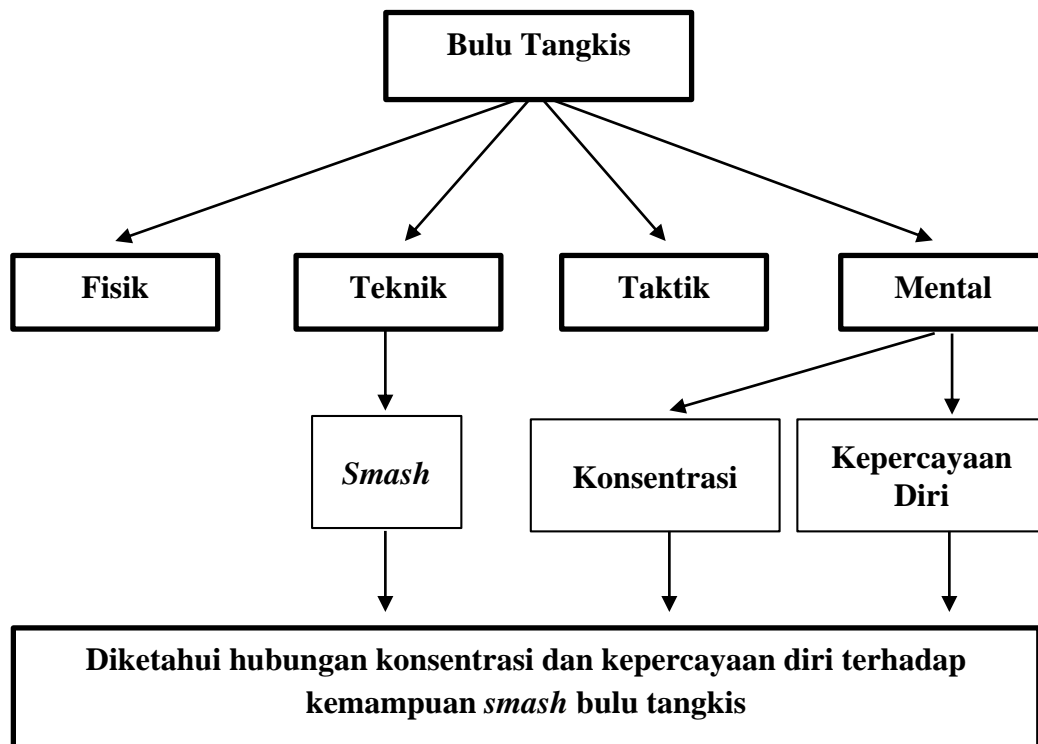 Bulu Tangkis
Fisik
Teknik
Taktik
Mental
Smash
Konsentrasi
Kepercayaan
Diri
Diketahui hubungan konsentrasi dan kepercayaan diri terhadap
kemampuan smash bulu tangkis